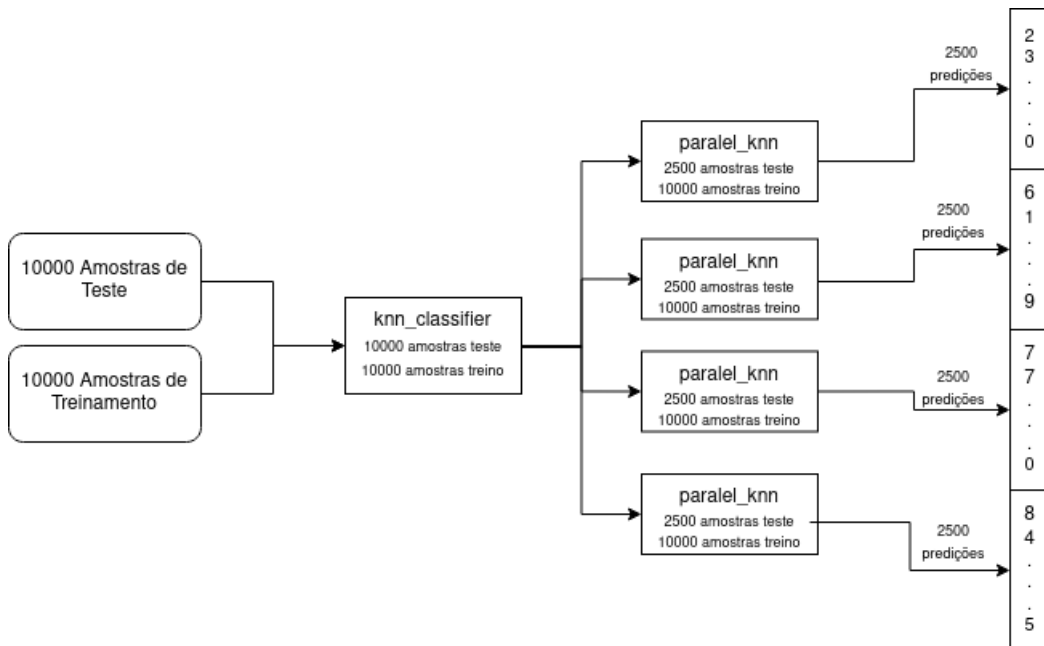 10000 Amostras de
Teste
10000 Amostras de
Treinamento
knn_classifier
10000 amostras teste
10000 amostras treino
paralel_knn
2500 amostras teste
10000 amostras treino
paralel_knn
2500 amostras teste
10000 amostras treino
paralel_knn
2500 amostras teste
10000 amostras treino
paralel_knn
2500 amostras teste
10000 amostras treino
2500
predições
2500
predições
2500
predições
2500
predições
2
3
.
.
.
0
6
1
.
.
.
9
7
7
.
.
.
0
8
4
.
.
.
5